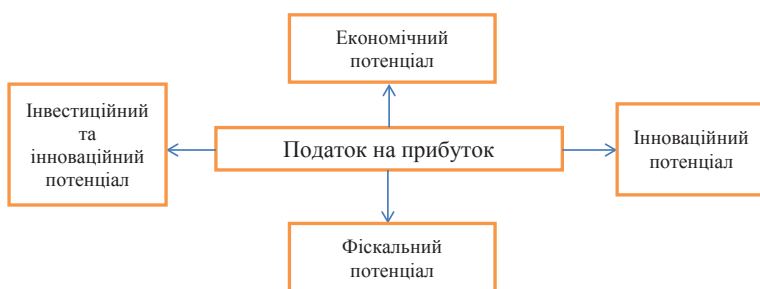 Економічний
потенціал
Інвестиційний
та
інноваційний
потенціал
Податок на прибуток
Інноваційний
потенціал
Фіскальний
потенціал